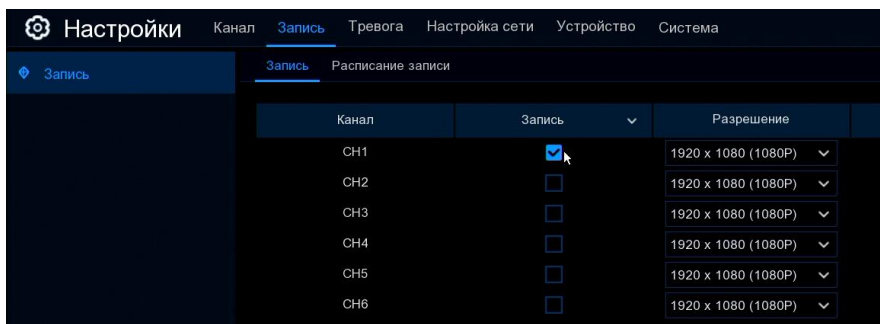 Настройки Канал Запись Тревога Настройка сети Устройство Система
Запись Запись Расписание записи
Канал Запись Разрешение
CH1 1920 x 1080 (1080P)
CH2 1920 x 1080 (1080P)
CH3 1920 x 1080 (1080P)
CH4 1920 x 1080 (1080P)
CH5 1920 x 1080 (1080P)
CH6 1920 x 1080 (1080P)